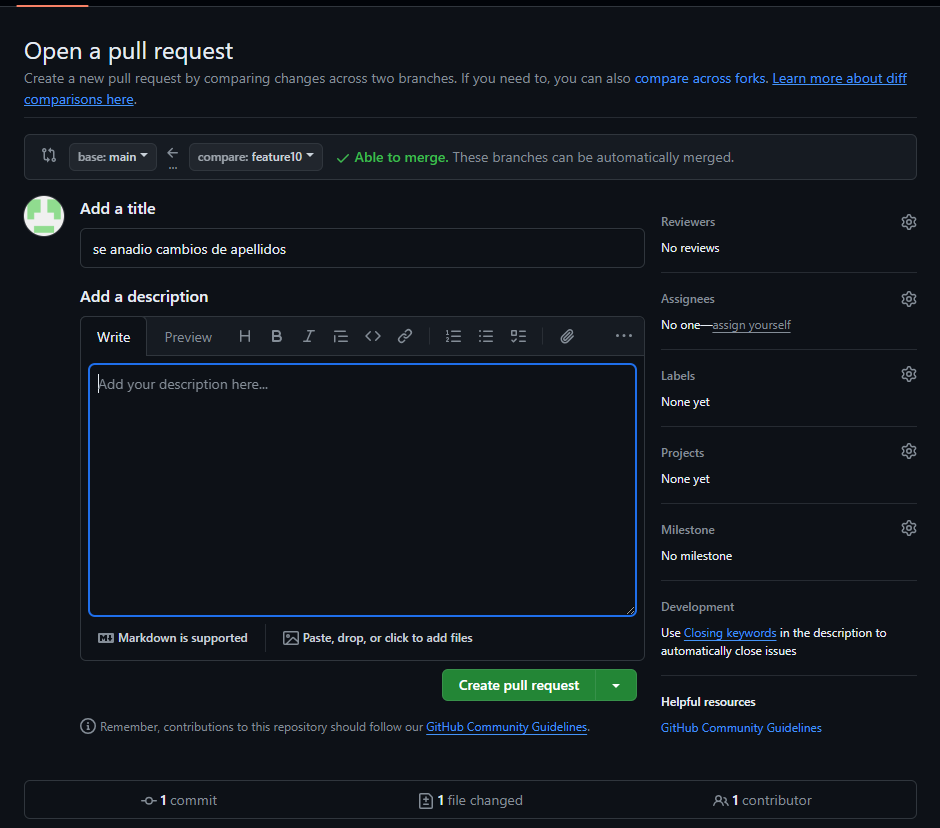 Open a pull request
Create a new pull request by comparing changes across two branches. If you need to, you can also compare across forks. Learn more about diff
comparisons here.
base: main
...
compare: feature10
Able to merge. These branches can be automatically merged.
Add a title
se anadio cambios de apellidos
Add a description
Write
Preview
Add your description here...
Markdown is supported
Paste, drop, or click to add files
Create pull request
Remember, contributions to this repository should follow our GitHub Community Guidelines.
Reviewers
No reviews
Assignees
No one—assign yourself
Labels
None yet
Projects
None yet
Milestone
No milestone
Development
Use Closing keywords in the description to
automatically close issues
Helpful resources
GitHub Community Guidelines
1 commit
1 file changed
1 contributor